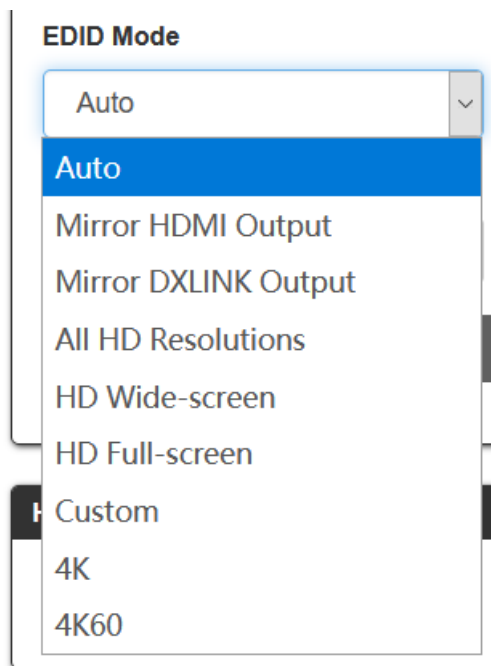 EDID Mode
Auto
Auto
Mirror HDMI Output
Mirror DXLINK Output
All HD Resolutions
HD Wide-screen
HD Full-screen
Custom
4K
4K60